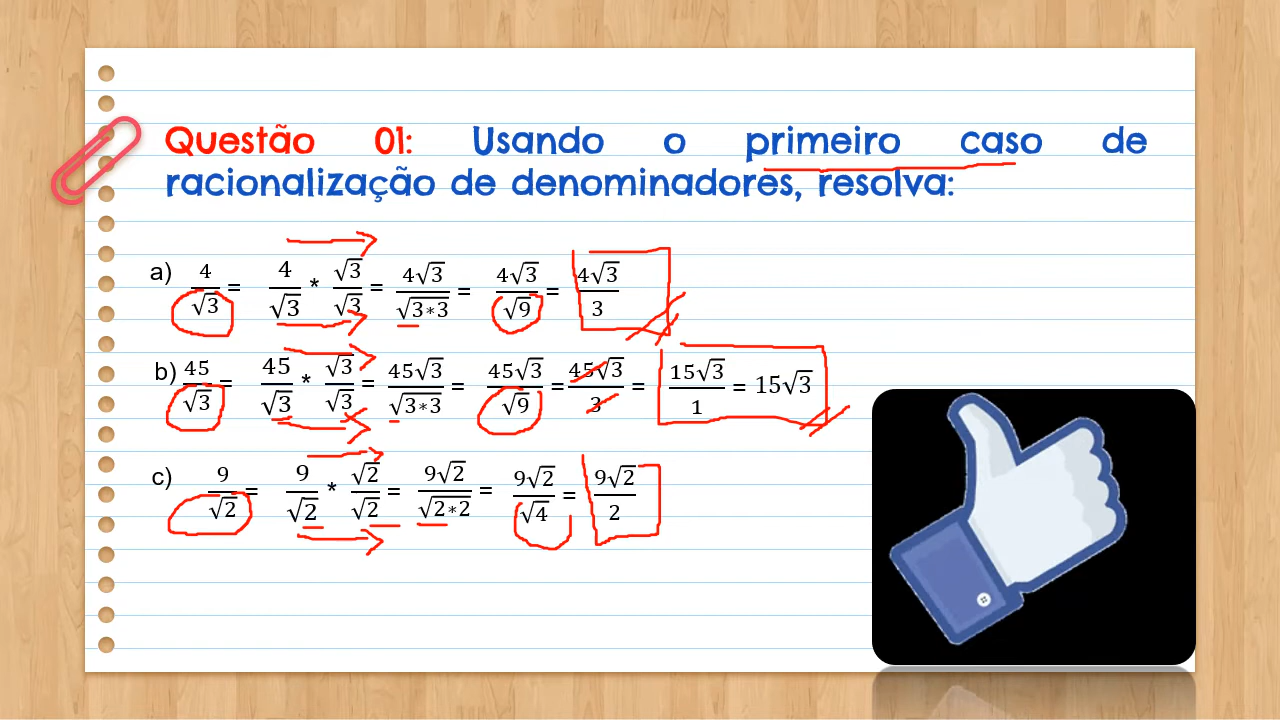 Questão 01: Usando o primeiro caso de
racionalização de denominadores, resolva:
a) 4/√3 = 4/√3 * √3/√3 = 4√3/√(3*3) = 4√3/√9 = 4√3/3
b) 45/√3 = 45/√3 * √3/√3 = 45√3/√(3*3) = 45√3/√9 = 45√3/3 = 15√3/1 = 15√3
c) 9/√2 = 9/√2 * √2/√2 = 9√2/√(2*2) = 9√2/√4 = 9√2/2